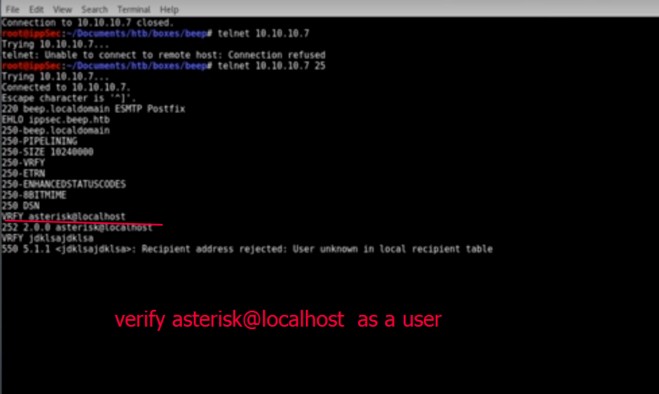 File Edit View Search Terminal Help
Connection to 10.10.10.7 closed.
root@ippSec:~/Documents/htb/boxes/beep# telnet 10.10.10.7
Trying 10.10.10.7...
telnet: Unable to connect to remote host: Connection refused
root@ippSec:~/Documents/htb/boxes/beep# telnet 10.10.10.7 25
Trying 10.10.10.7...
Connected to 10.10.10.7.
Escape character is '^]'.
220 beep.localdomain ESMTP Postfix
EHLO ippsec.beep.htb
250-beep.localdomain
250-PIPELINING
250-SIZE 10240000
250-VRFY
250-ETRN
250-ENHANCEDSTATUSCODES
250-8BITMIME
250 DSN
VRFY asterisk@localhost
252 2.0.0 asterisk@localhost
VRFY jdklsajdklsa
550 5.1.1 <jdklsajdklsa>: Recipient address rejected: User unknown in local recipient table
verify asterisk@localhost as a user